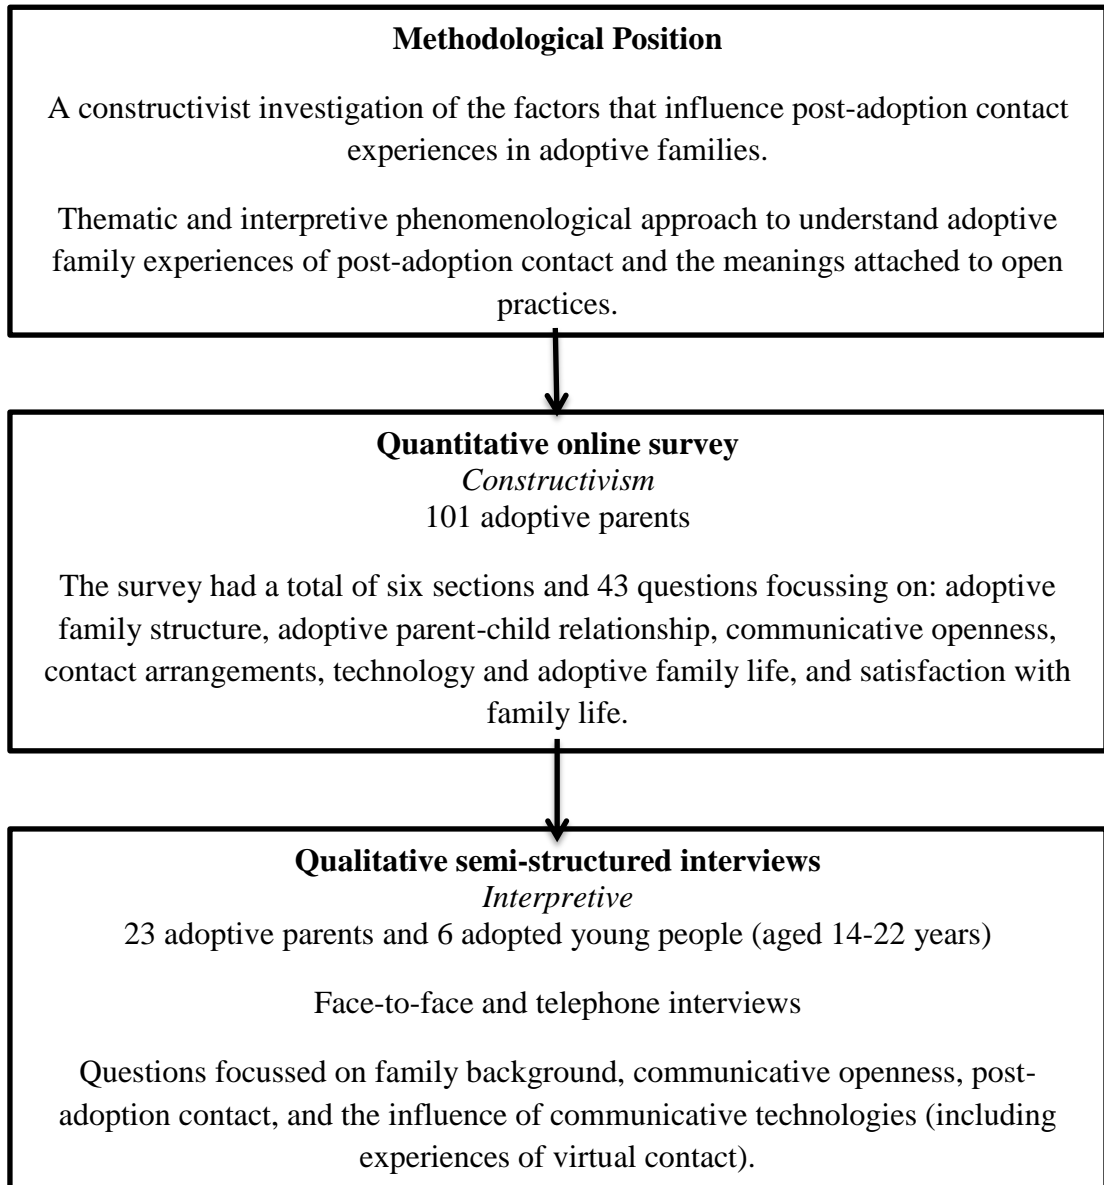 Methodological Position
A constructivist investigation of the factors that influence post-adoption contact
experiences in adoptive families.
Thematic and interpretive phenomenological approach to understand adoptive
family experiences of post-adoption contact and the meanings attached to open
practices.
Quantitative online survey
Constructivism
101 adoptive parents
The survey had a total of six sections and 43 questions focussing on: adoptive
family structure, adoptive parent-child relationship, communicative openness,
contact arrangements, technology and adoptive family life, and satisfaction with
family life.
Qualitative semi-structured interviews
Interpretive
23 adoptive parents and 6 adopted young people (aged 14-22 years)
Face-to-face and telephone interviews
Questions focussed on family background, communicative openness, post-
adoption contact, and the influence of communicative technologies (including
experiences of virtual contact).